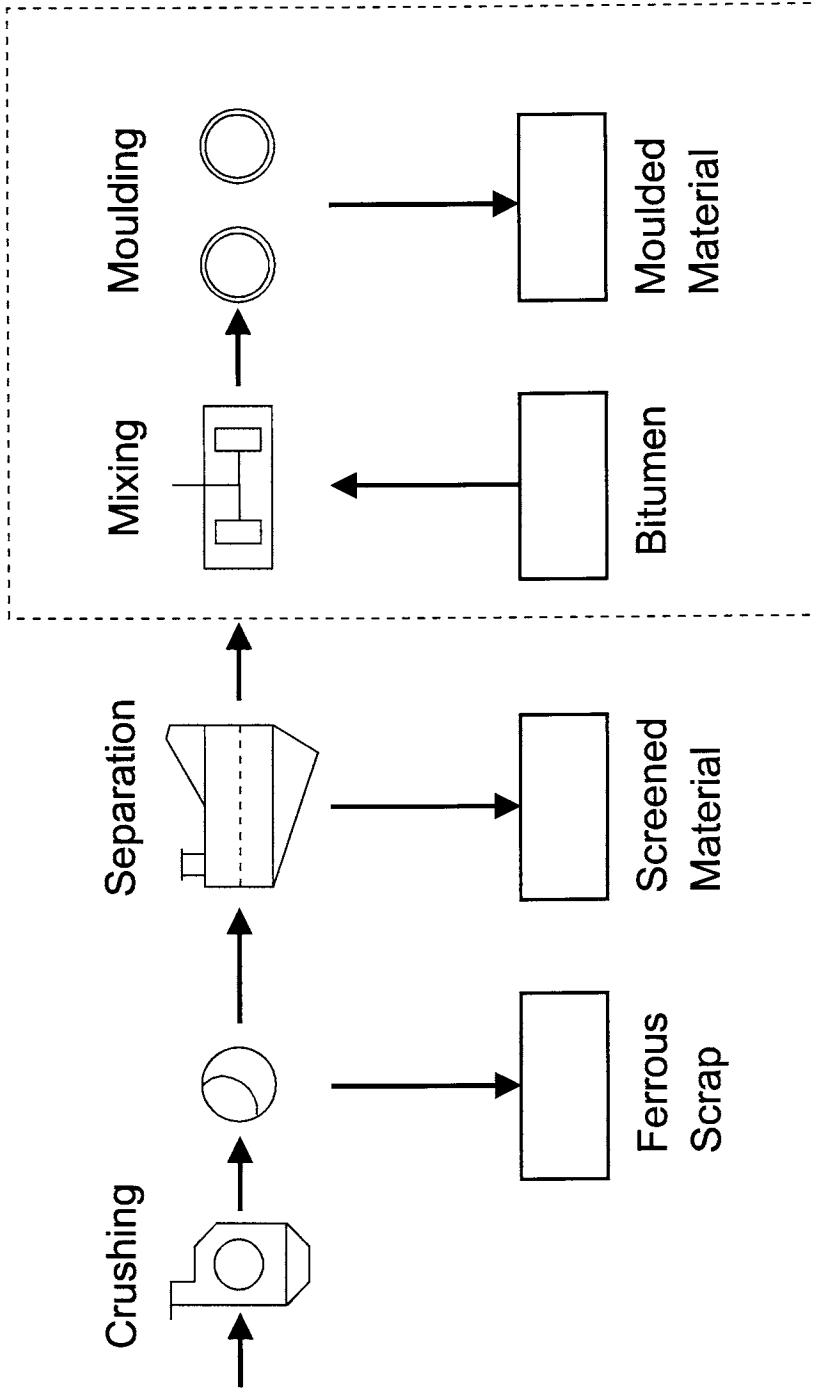 Crushing
Separation
Mixing
Moulding
Ferrous
Scrap
Screened
Material
Bitumen
Moulded
Material